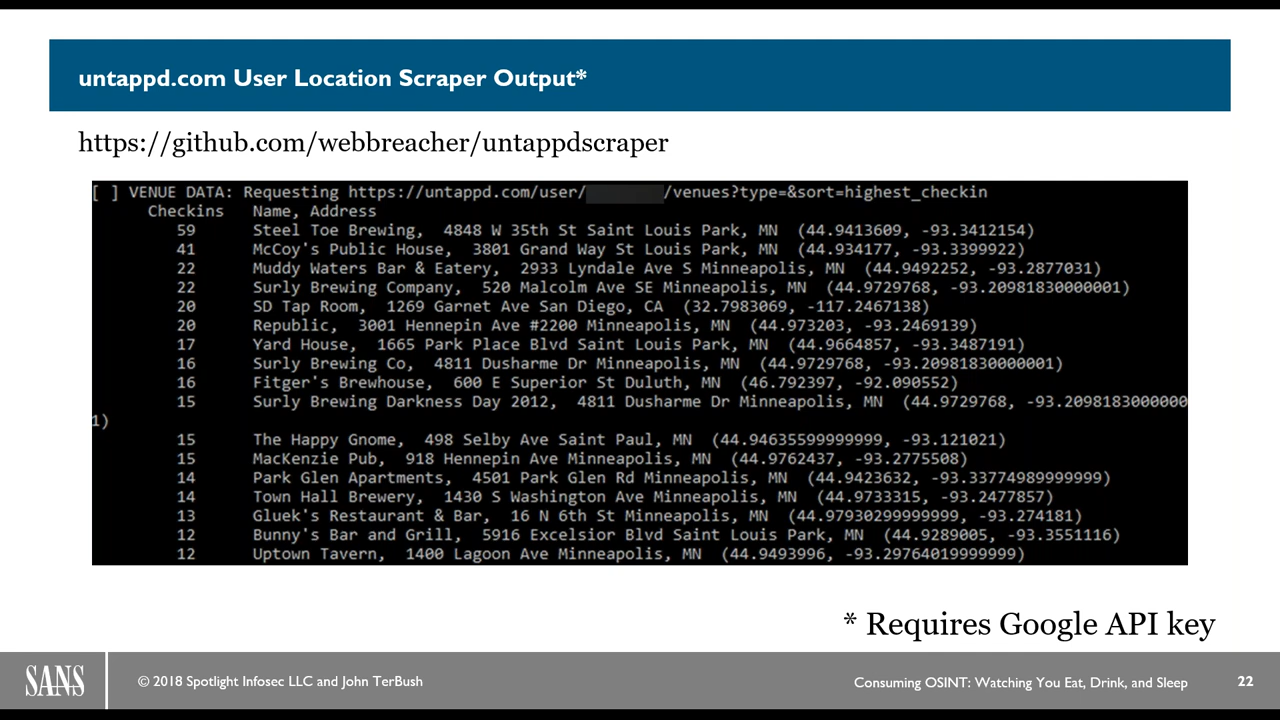 untappd.com User Location Scraper Output*
https://github.com/webbreacher/untappdscraper
[ ] VENUE DATA: Requesting https://untappd.com/user/ /venues?type=&sort=highest_checkin
Checkins Name, Address
59 Steel Toe Brewing, 4848 W 35th St Saint Louis Park, MN (44.9413609, -93.3412154)
41 McCoy's Public House, 3801 Grand Way St Louis Park, MN (44.934177, -93.3399922)
22 Muddy Waters Bar & Eatery, 2933 Lyndale Ave S Minneapolis, MN (44.9492252, -93.2877031)
22 Surly Brewing Company, 520 Malcolm Ave SE Minneapolis, MN (44.9729768, -93.20981830000001)
20 SD Tap Room, 1269 Garnet Ave San Diego, CA (32.7983069, -117.2467138)
20 Republic, 3001 Hennepin Ave #2200 Minneapolis, MN (44.973203, -93.2469139)
17 Yard House, 1665 Park Place Blvd Saint Louis Park, MN (44.9664857, -93.3487191)
16 Surly Brewing Co, 4811 Dusharme Dr Minneapolis, MN (44.9729768, -93.20981830000001)
16 Fitger's Brewhouse, 600 E Superior St Duluth, MN (46.792397, -92.090552)
15 Surly Brewing Darkness Day 2012, 4811 Dusharme Dr Minneapolis, MN (44.9729768, -93.2098183000000
1)
15 The Happy Gnome, 498 Selby Ave Saint Paul, MN (44.94635599999999, -93.121021)
15 MacKenzie Pub, 918 Hennepin Ave Minneapolis, MN (44.9762437, -93.2775508)
14 Park Glen Apartments, 4501 Park Glen Rd Minneapolis, MN (44.9423632, -93.33774989999999)
14 Town Hall Brewery, 1430 S Washington Ave Minneapolis, MN (44.9733315, -93.2477857)
13 Gluek's Restaurant & Bar, 16 N 6th St Minneapolis, MN (44.97930299999999, -93.274181)
12 Bunny's Bar and Grill, 5916 Excelsior Blvd Saint Louis Park, MN (44.9289005, -93.3551116)
12 Uptown Tavern, 1400 Lagoon Ave Minneapolis, MN (44.9493996, -93.29764019999999)
* Requires Google API key
SANS © 2018 Spotlight Infosec LLC and John TerBush Consuming OSINT: Watching You Eat, Drink, and Sleep 22